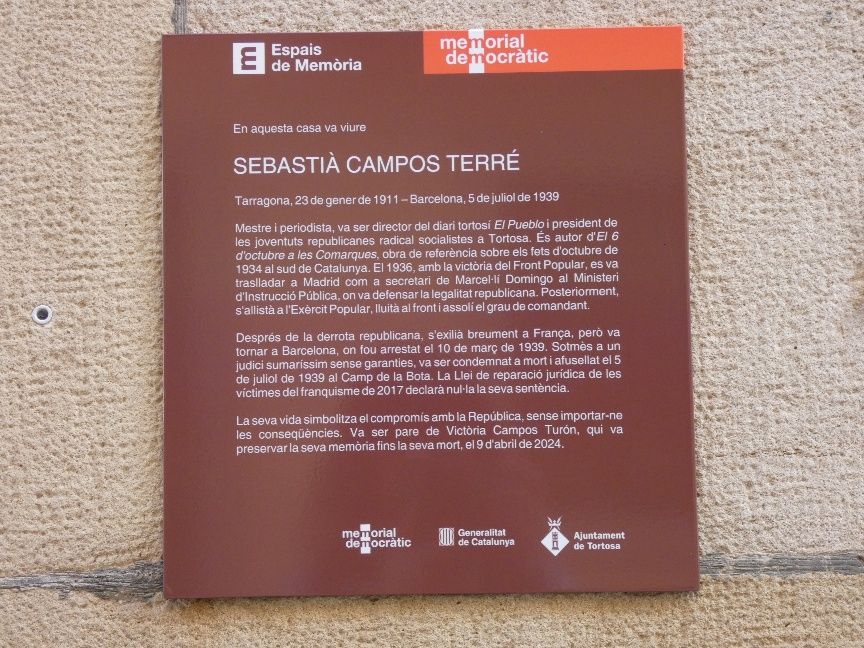 Espais
de Memòria
memorial
democràtic
En aquesta casa va viure
SEBASTIÀ CAMPOS TERRÉ
Tarragona, 23 de gener de 1911 – Barcelona, 5 de juliol de 1939
Mestre i periodista, va ser director del diari tortosí El Pueblo i president de
les joventuts republicanes radical socialistes a Tortosa. És autor d'El 6
d'octubre a les Comarques, obra de referència sobre els fets d'octubre de
1934 al sud de Catalunya. El 1936, amb la victòria del Front Popular, es va
traslladar a Madrid com a secretari de Marcel·lí Domingo al Ministeri
d'Instrucció Pública, on va defensar la legalitat republicana. Posteriorment,
s'allistà a l'Exèrcit Popular, lluità al front i assolí el grau de comandant.
Després de la derrota republicana, s'exilià breument a França, però va
tornar a Barcelona, on fou arrestat el 10 de març de 1939. Sotmès a un
judici sumaríssim sense garanties, va ser condemnat a mort i afusellat el 5
de juliol de 1939 al Camp de la Bota. La Llei de reparació jurídica de les
víctimes del franquisme de 2017 declarà nul·la la seva sentència.
La seva vida simbolitza el compromís amb la República, sense importar-ne
les conseqüències. Va ser pare de Victòria Campos Turón, qui va
preservar la seva memòria fins la seva mort, el 9 d'abril de 2024.
memorial
democràtic
Generalitat
de Catalunya
Ajuntament
de Tortosa